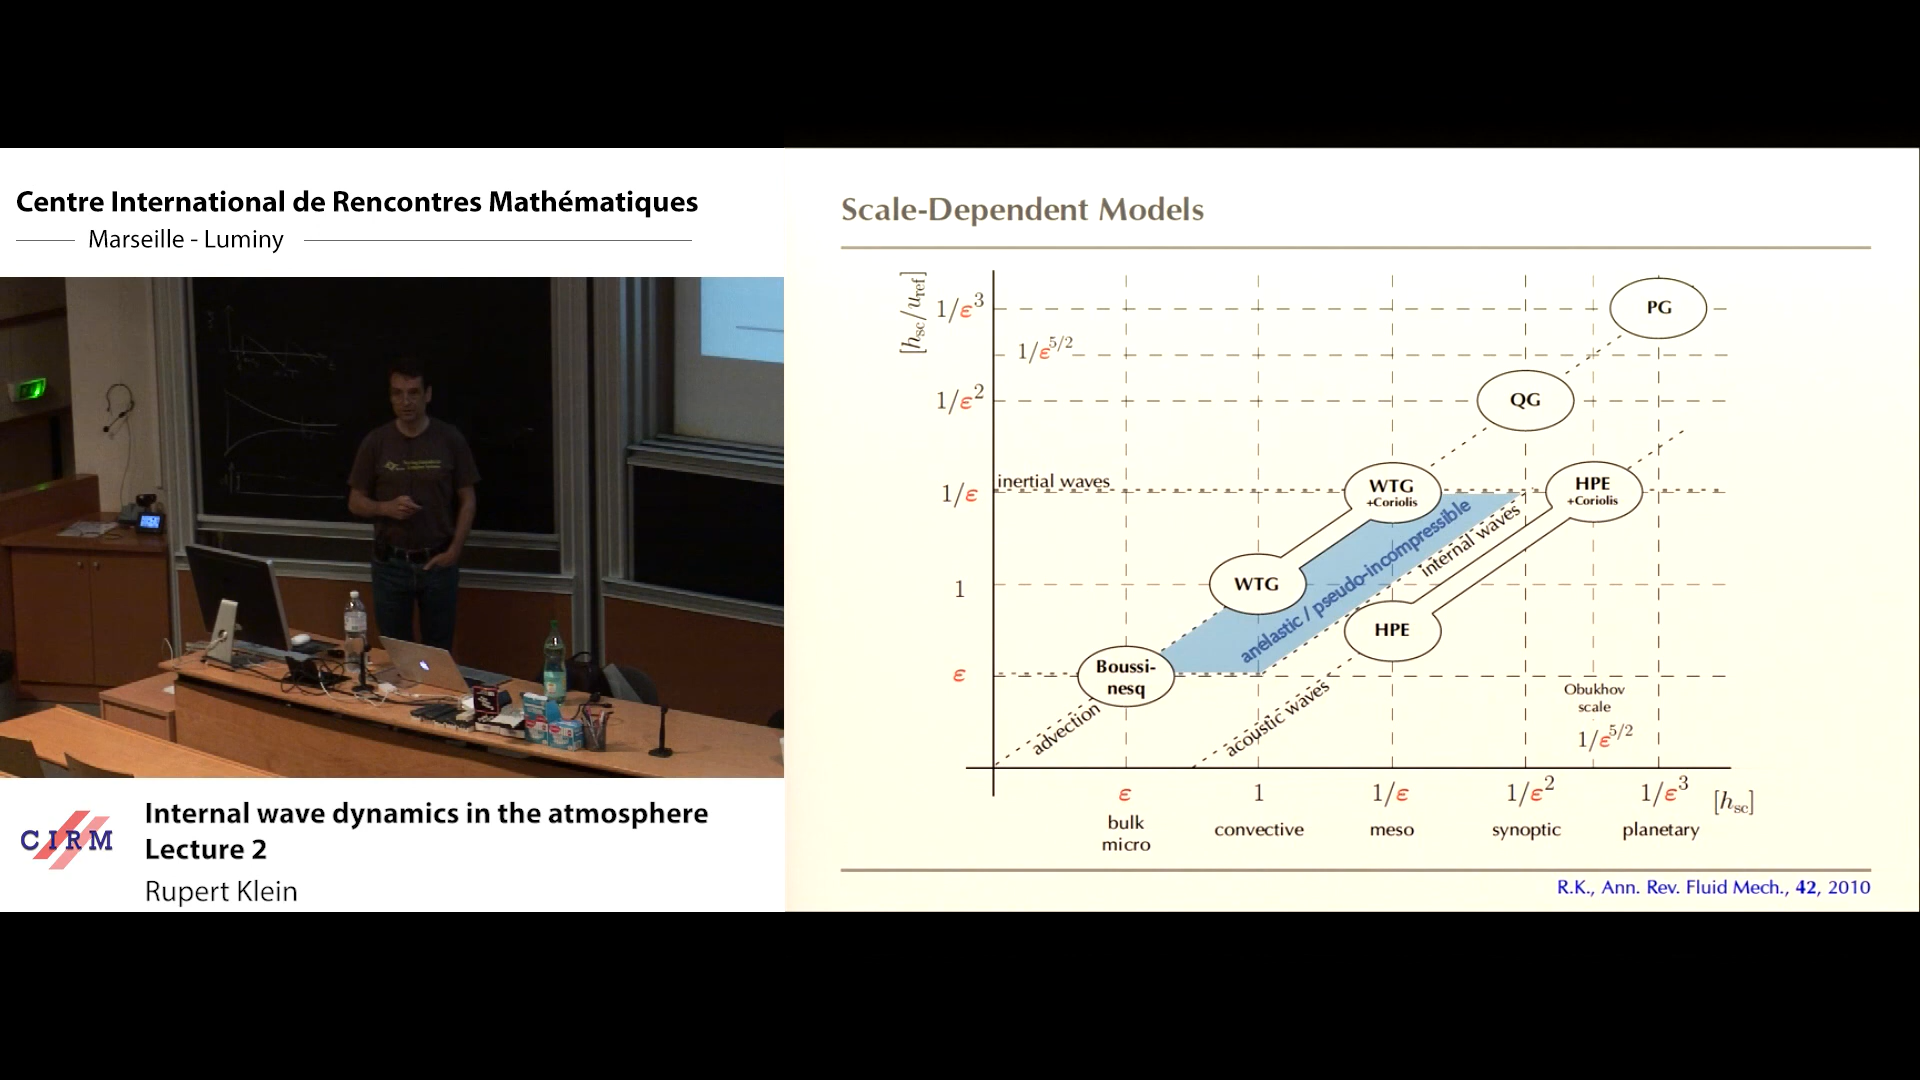 Centre International de Rencontres Mathématiques
Marseille - Luminy
CIRM
Internal wave dynamics in the atmosphere
Lecture 2
Rupert Klein
Scale-Dependent Models
[h_sc/u_ref]
1/ε³
1/ε^5/2
1/ε²
1/ε
1
ε
inertial waves
PG
QG
WTG
+Coriolis
HPE
+Coriolis
WTG
HPE
Boussi-
nesq
anelastic / pseudo-incompressible
internal waves
acoustic waves
advection
Obukhov
scale
1/ε^5/2
ε
1
1/ε
1/ε²
1/ε³
[h_sc]
bulk
micro
convective
meso
synoptic
planetary
R.K., Ann. Rev. Fluid Mech., 42, 2010